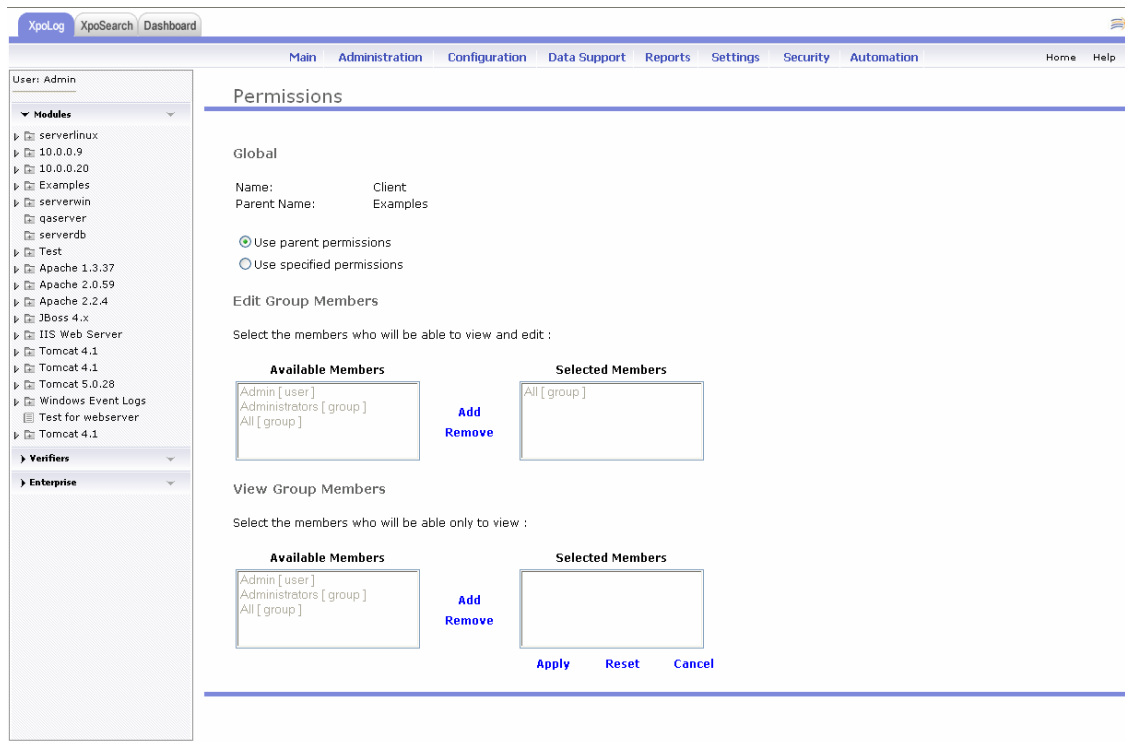 XpoLog XpoSearch Dashboard
Main Administration Configuration Data Support Reports Settings Security Automation Home Help
User: Admin
Modules
serverlinux
10.0.0.9
10.0.0.20
Examples
serverwin
qaserver
serverdb
Test
Apache 1.3.37
Apache 2.0.59
Apache 2.2.4
JBoss 4.x
IIS Web Server
Tomcat 4.1
Tomcat 4.1
Tomcat 5.0.28
Windows Event Logs
Test for webserver
Tomcat 4.1
Verifiers
Enterprise
Permissions
Global
Name: Client
Parent Name: Examples
Use parent permissions
Use specified permissions
Edit Group Members
Select the members who will be able to view and edit :
Available Members
Admin [ user ]
Administrators [ group ]
All [ group ]
Add
Remove
Selected Members
All [ group ]
View Group Members
Select the members who will be able only to view :
Available Members
Admin [ user ]
Administrators [ group ]
All [ group ]
Add
Remove
Selected Members
Apply Reset Cancel